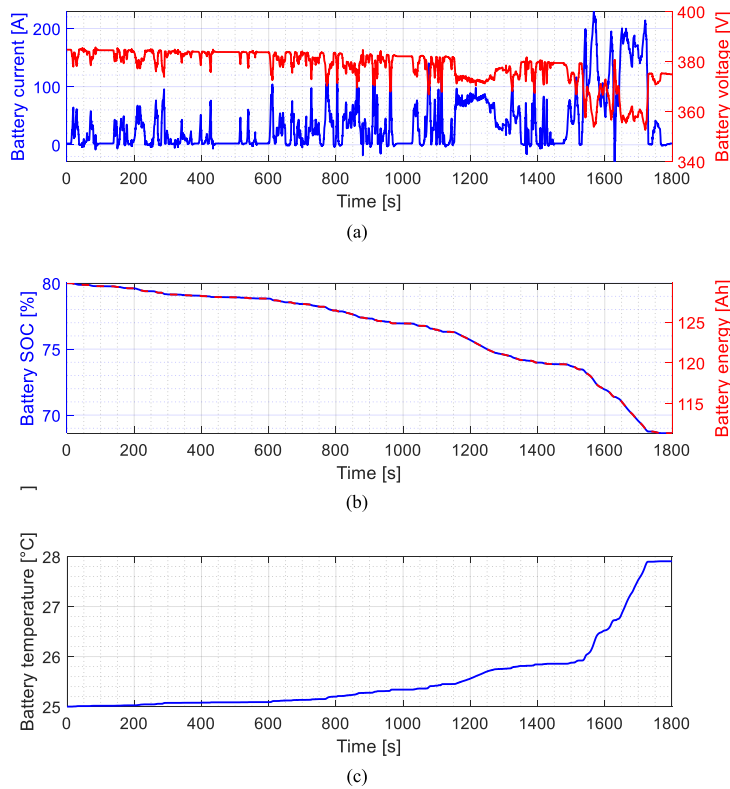 Battery current [A]
200
100
0
400
380
360
340
Battery voltage [V]
0 200 400 600 800 1000 1200 1400 1600 1800
Time [s]
(a)
Battery SOC [%]
80
75
70
125
120
115
Battery energy [Ah]
0 200 400 600 800 1000 1200 1400 1600 1800
Time [s]
]
(b)
Battery temperature [°C]
28
27
26
25
0 200 400 600 800 1000 1200 1400 1600 1800
Time [s]
(c)